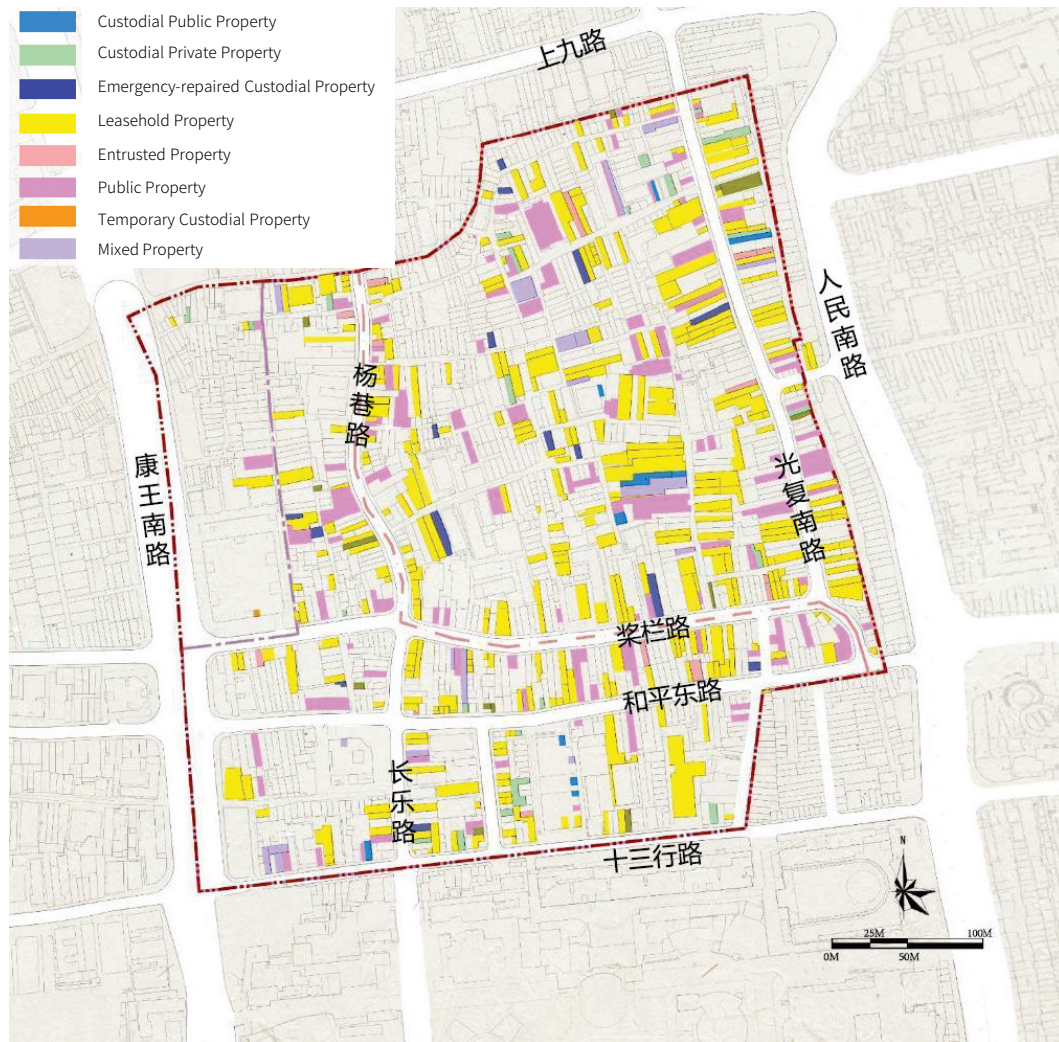 Custodial Public Property
Custodial Private Property
Emergency-repaired Custodial Property
Leasehold Property
Entrusted Property
Public Property
Temporary Custodial Property
Mixed Property
上九路
人民南路
杨巷路
康王南路
光复南路
桨栏路
和平东路
长乐路
十三行路
N
25M
100M
0M
50M